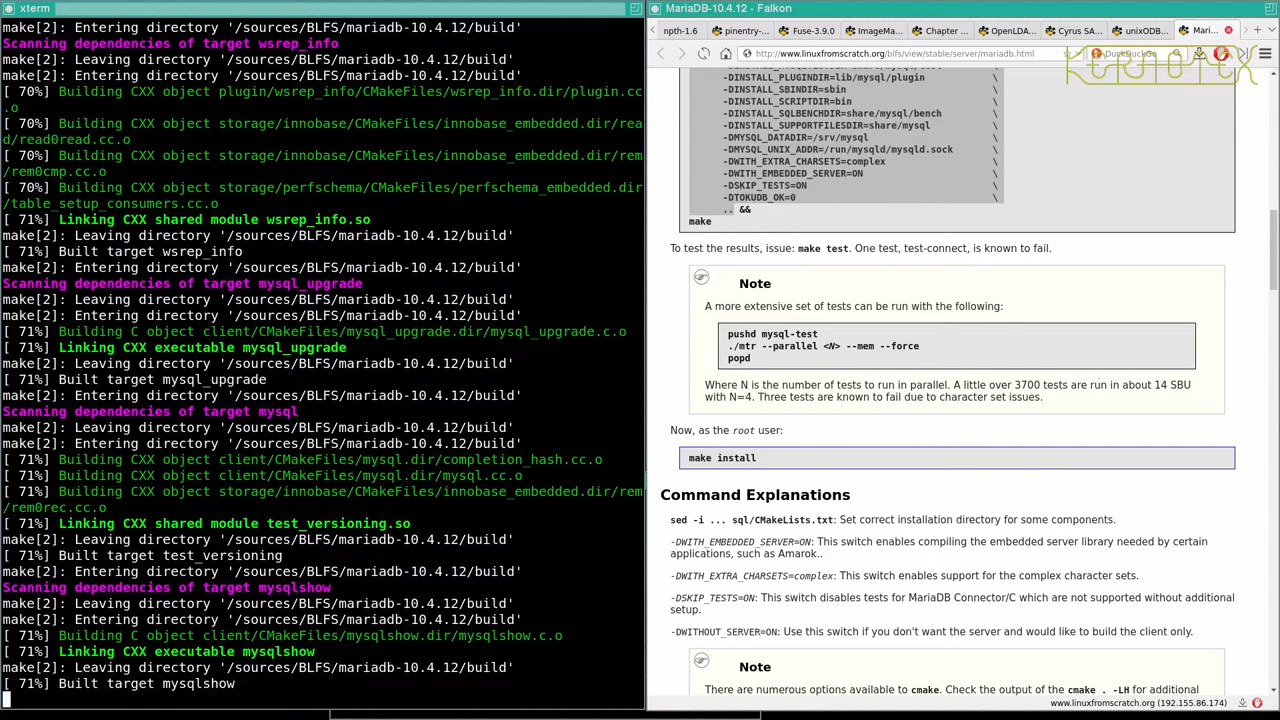 xterm
make[2]: Entering directory '/sources/BLFS/mariadb-10.4.12/build'
Scanning dependencies of target wsrep_info
make[2]: Leaving directory '/sources/BLFS/mariadb-10.4.12/build'
make[2]: Entering directory '/sources/BLFS/mariadb-10.4.12/build'
[ 70%] Building CXX object plugin/wsrep_info/CMakeFiles/wsrep_info.dir/plugin.cc
.o
[ 70%] Building CXX object storage/innobase/CMakeFiles/innobase_embedded.dir/rea
d/read0read.cc.o
[ 70%] Building CXX object storage/innobase/CMakeFiles/innobase_embedded.dir/rem
/rem0cmp.cc.o
[ 70%] Building CXX object storage/perfschema/CMakeFiles/perfschema_embedded.dir
/table_setup_consumers.cc.o
[ 71%] Linking CXX shared module wsrep_info.so
make[2]: Leaving directory '/sources/BLFS/mariadb-10.4.12/build'
[ 71%] Built target wsrep_info
make[2]: Entering directory '/sources/BLFS/mariadb-10.4.12/build'
Scanning dependencies of target mysql_upgrade
make[2]: Leaving directory '/sources/BLFS/mariadb-10.4.12/build'
make[2]: Entering directory '/sources/BLFS/mariadb-10.4.12/build'
[ 71%] Building C object client/CMakeFiles/mysql_upgrade.dir/mysql_upgrade.c.o
[ 71%] Linking CXX executable mysql_upgrade
make[2]: Leaving directory '/sources/BLFS/mariadb-10.4.12/build'
[ 71%] Built target mysql_upgrade
make[2]: Entering directory '/sources/BLFS/mariadb-10.4.12/build'
Scanning dependencies of target mysql
make[2]: Leaving directory '/sources/BLFS/mariadb-10.4.12/build'
make[2]: Entering directory '/sources/BLFS/mariadb-10.4.12/build'
[ 71%] Building CXX object client/CMakeFiles/mysql.dir/completion_hash.cc.o
[ 71%] Building CXX object client/CMakeFiles/mysql.dir/mysql.cc.o
[ 71%] Building CXX object storage/innobase/CMakeFiles/innobase_embedded.dir/rem
/rem0rec.cc.o
[ 71%] Linking CXX shared module test_versioning.so
make[2]: Leaving directory '/sources/BLFS/mariadb-10.4.12/build'
[ 71%] Built target test_versioning
make[2]: Entering directory '/sources/BLFS/mariadb-10.4.12/build'
Scanning dependencies of target mysqlshow
make[2]: Leaving directory '/sources/BLFS/mariadb-10.4.12/build'
make[2]: Entering directory '/sources/BLFS/mariadb-10.4.12/build'
[ 71%] Building C object client/CMakeFiles/mysqlshow.dir/mysqlshow.c.o
[ 71%] Linking CXX executable mysqlshow
make[2]: Leaving directory '/sources/BLFS/mariadb-10.4.12/build'
[ 71%] Built target mysqlshow
MariaDB-10.4.12 - Falkon
npth-1.6 pinentry-... Fuse-3.9.0 ImageMa... Chapter ... OpenLDA... Cyrus SA... unixODB... Mari...
http://www.linuxfromscratch.org/blfs/view/stable/server/mariadb.html
-DINSTALL_PLUGINDIR=lib/mysql/plugin \
-DINSTALL_SBINDIR=sbin \
-DINSTALL_SCRIPTDIR=bin \
-DINSTALL_SQLBENCHDIR=share/mysql/bench \
-DINSTALL_SUPPORTFILESDIR=share/mysql \
-DMYSQL_DATADIR=/srv/mysql \
-DMYSQL_UNIX_ADDR=/run/mysqld/mysqld.sock \
-DWITH_EXTRA_CHARSETS=complex \
-DWITH_EMBEDDED_SERVER=ON \
-DSKIP_TESTS=ON \
-DTOKUDB_OK=0 \
.. &&
make
To test the results, issue: make test. One test, test-connect, is known to fail.
Note
A more extensive set of tests can be run with the following:
pushd mysql-test
./mtr --parallel <N> --mem --force
popd
Where N is the number of tests to run in parallel. A little over 3700 tests are run in about 14 SBU
with N=4. Three tests are known to fail due to character set issues.
Now, as the root user:
make install
Command Explanations
sed -i ... sql/CMakeLists.txt: Set correct installation directory for some components.
-DWITH_EMBEDDED_SERVER=ON: This switch enables compiling the embedded server library needed by certain
applications, such as Amarok..
-DWITH_EXTRA_CHARSETS=complex: This switch enables support for the complex character sets.
-DSKIP_TESTS=ON: This switch disables tests for MariaDB Connector/C which are not supported without additional
setup.
-DWITHOUT_SERVER=ON: Use this switch if you don't want the server and would like to build the client only.
Note
There are numerous options available to cmake. Check the output of the cmake . -LH for additional
www.linuxfromscratch.org (192.155.86.174)